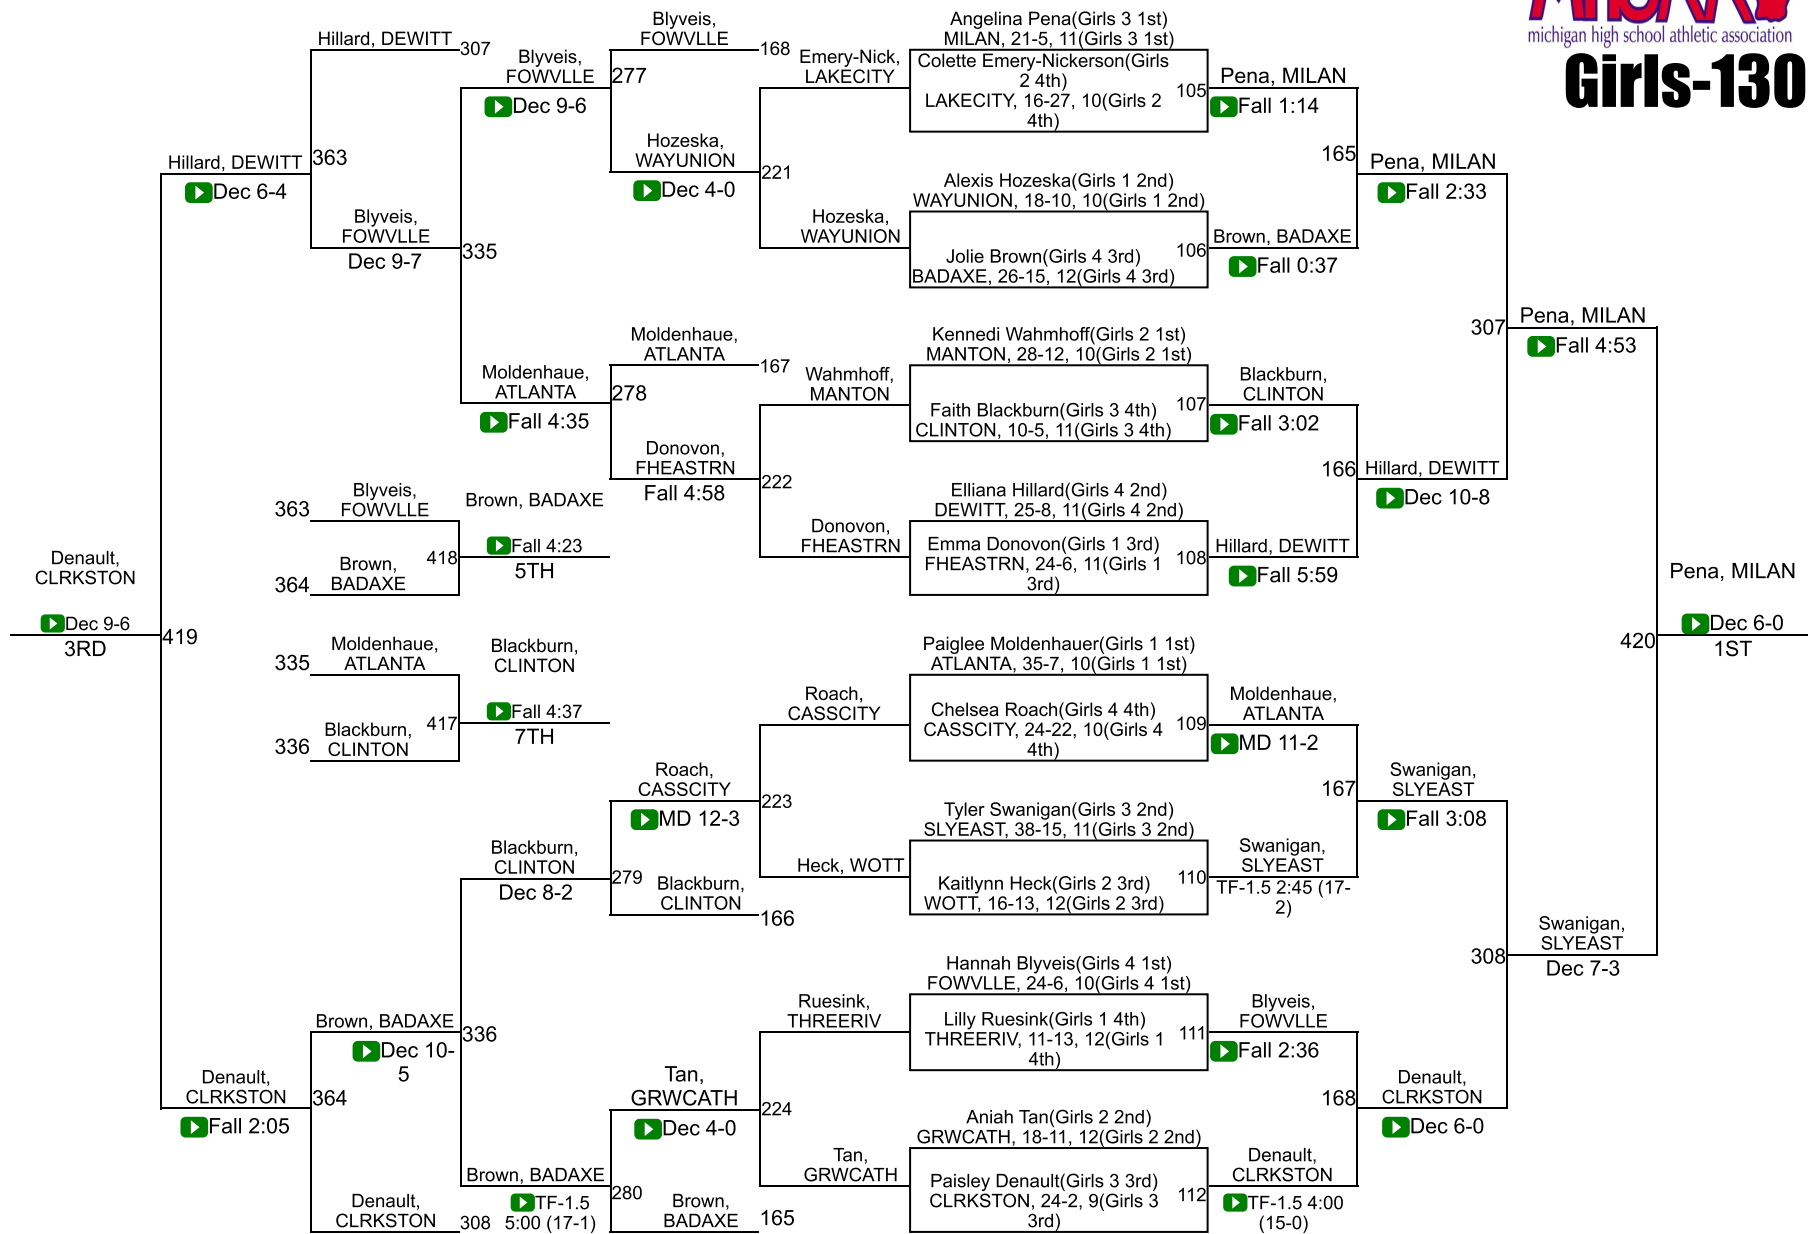 MHSAA
michigan high school athletic association
Girls-130
Hillard, DEWITT
307
Blyveis,
FOWVLLE
Dec 9-6
277
Blyveis,
FOWVLLE
168
Emery-Nick,
LAKECITY
Angelina Pena(Girls 3 1st)
MILAN, 21-5, 11(Girls 3 1st)
Colette Emery-Nickerson(Girls
2 4th)
LAKECITY, 16-27, 10(Girls 2
4th)
105
Pena, MILAN
Fall 1:14
Hillard, DEWITT
Dec 6-4
363
Hozeska,
WAYUNION
Dec 4-0
221
165
Pena, MILAN
Fall 2:33
Blyveis,
FOWVLLE
Dec 9-7
335
Hozeska,
WAYUNION
Alexis Hozeska(Girls 1 2nd)
WAYUNION, 18-10, 10(Girls 1 2nd)
Jolie Brown(Girls 4 3rd)
BADAXE, 26-15, 12(Girls 4 3rd)
106
Brown, BADAXE
Fall 0:37
307
Pena, MILAN
Fall 4:53
Moldenhaue,
ATLANTA
Fall 4:35
278
Moldenhaue,
ATLANTA
167
Wahmhoff,
MANTON
Kennedi Wahmhoff(Girls 2 1st)
MANTON, 28-12, 10(Girls 2 1st)
Faith Blackburn(Girls 3 4th)
CLINTON, 10-5, 11(Girls 3 4th)
107
Blackburn,
CLINTON
Fall 3:02
Donovon,
FHEASTRN
Fall 4:58
222
166
Hillard, DEWITT
Dec 10-8
363
Blyveis,
FOWVLLE
Brown, BADAXE
Donovon,
FHEASTRN
Elliana Hillard(Girls 4 2nd)
DEWITT, 25-8, 11(Girls 4 2nd)
Emma Donovon(Girls 1 3rd)
FHEASTRN, 24-6, 11(Girls 1
3rd)
108
Hillard, DEWITT
Fall 5:59
364
Brown,
BADAXE
418
Fall 4:23
5TH
Denault,
CLRKSTON
Dec 9-6
3RD
419
Pena, MILAN
420
Dec 6-0
1ST
335
Moldenhaue,
ATLANTA
Blackburn,
CLINTON
336
Blackburn,
CLINTON
417
Fall 4:37
7TH
Roach,
CASSCITY
Paiglee Moldenhauer(Girls 1 1st)
ATLANTA, 35-7, 10(Girls 1 1st)
Chelsea Roach(Girls 4 4th)
CASSCITY, 24-22, 10(Girls 4
4th)
109
Moldenhaue,
ATLANTA
MD 11-2
Roach,
CASSCITY
MD 12-3
223
167
Swanigan,
SLYEAST
Fall 3:08
Blackburn,
CLINTON
Dec 8-2
279
Blackburn,
CLINTON
166
Heck, WOTT
Tyler Swanigan(Girls 3 2nd)
SLYEAST, 38-15, 11(Girls 3 2nd)
Kaitlynn Heck(Girls 2 3rd)
WOTT, 16-13, 12(Girls 2 3rd)
110
Swanigan,
SLYEAST
TF-1.5 2:45 (17-
2)
308
Swanigan,
SLYEAST
Dec 7-3
Brown, BADAXE
Dec 10-
5
336
Ruesink,
THREERIV
Hannah Blyveis(Girls 4 1st)
FOWVLLE, 24-6, 10(Girls 4 1st)
Lilly Ruesink(Girls 1 4th)
THREERIV, 11-13, 12(Girls 1
4th)
111
Blyveis,
FOWVLLE
Fall 2:36
Denault,
CLRKSTON
Fall 2:05
364
Tan,
GRWCATH
Dec 4-0
224
168
Denault,
CLRKSTON
Dec 6-0
Denault,
CLRKSTON
308
Brown, BADAXE
TF-1.5
5:00 (17-1)
280
Brown,
BADAXE
165
Tan,
GRWCATH
Aniah Tan(Girls 2 2nd)
GRWCATH, 18-11, 12(Girls 2 2nd)
Paisley Denault(Girls 3 3rd)
CLRKSTON, 24-2, 9(Girls 3
3rd)
112
Denault,
CLRKSTON
TF-1.5 4:00
(15-0)